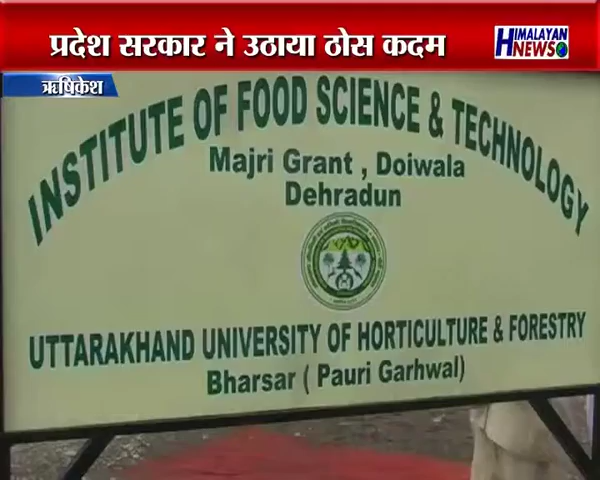 प्रदेश सरकार ने उठाया ठोस कदम
HIMALAYAN
NEWS
ऋषिकेश
INSTITUTE OF FOOD SCIENCE & TECHNOLOGY
Majri Grant , Doiwala
Dehradun
UTTARAKHAND UNIVERSITY OF HORTICULTURE & FORESTRY
Bharsar ( Pauri Garhwal)